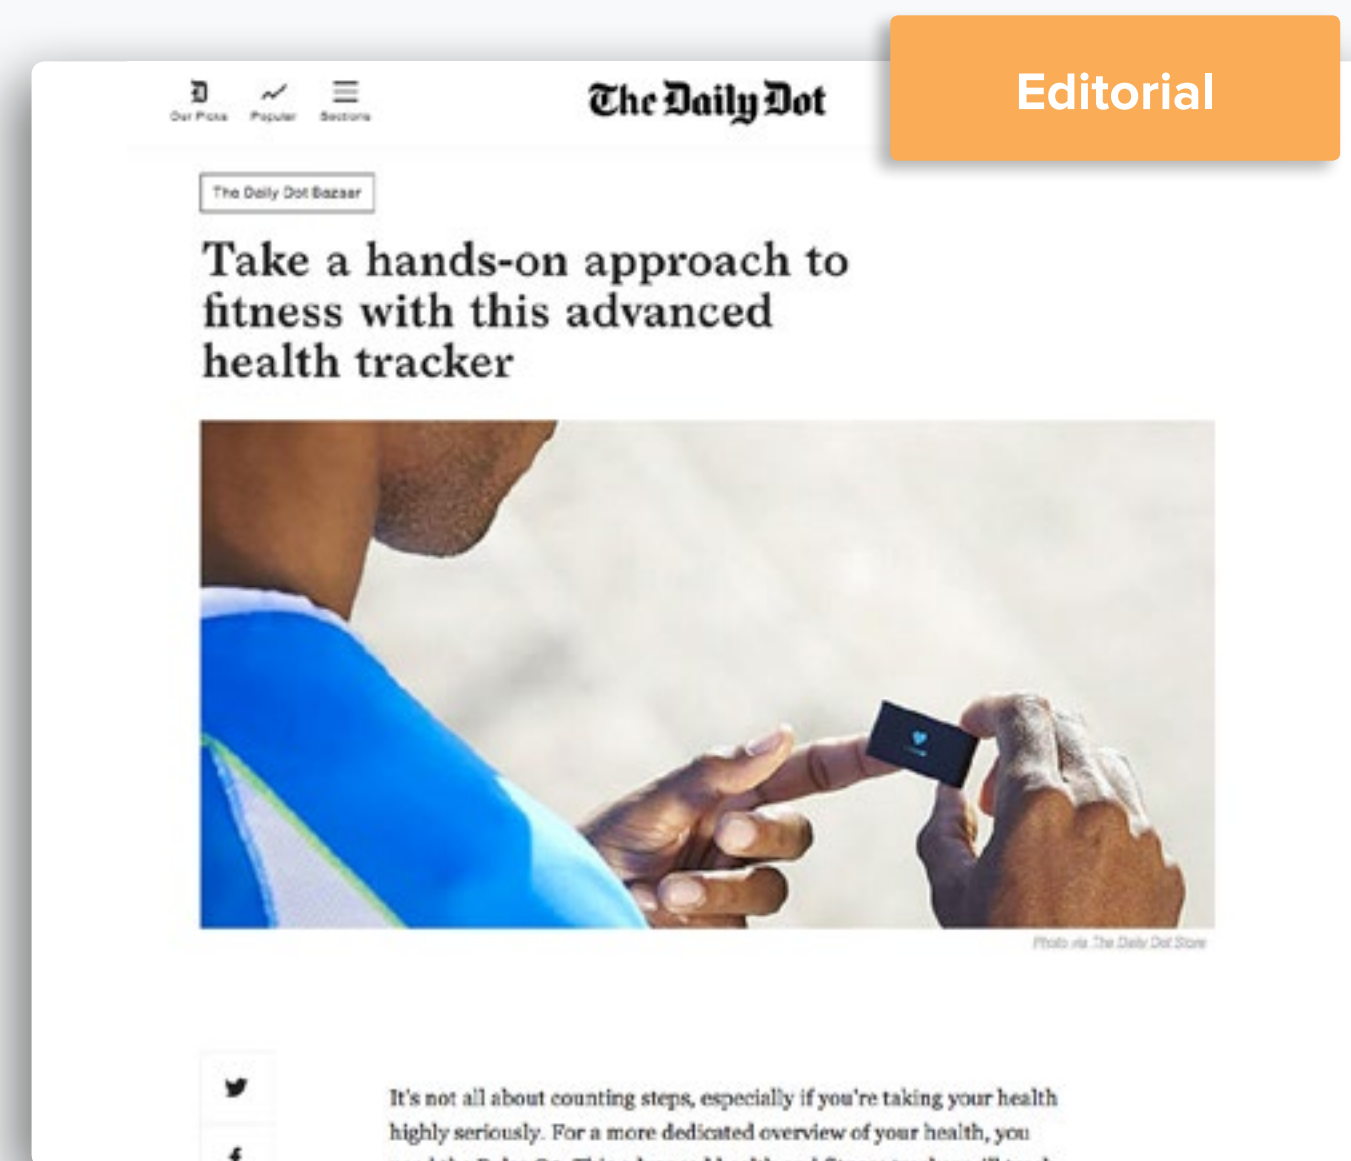 Editorial
The Daily Dot
Our Picks Popular Sections
The Daily Dot Bazaar
Take a hands-on approach to
fitness with this advanced
health tracker
Photo via The Daily Dot Store
It's not all about counting steps, especially if you're taking your health
highly seriously. For a more dedicated overview of your health, you